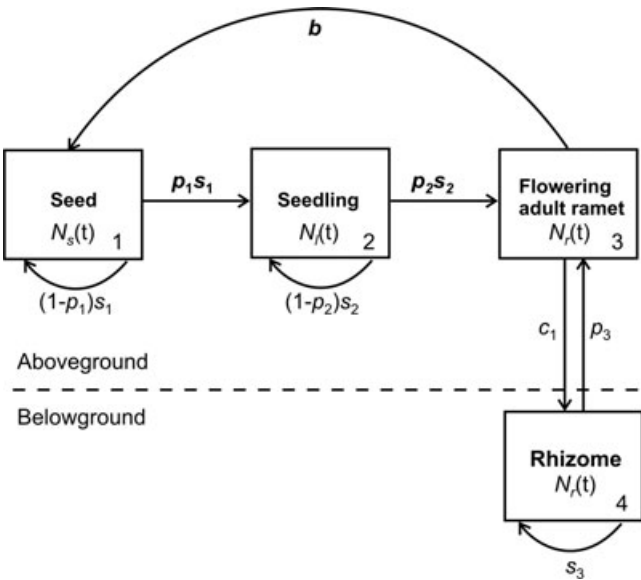 b
Seed
Nₛ(t)
1
p₁s₁
Seedling
Nₗ(t)
2
p₂s₂
Flowering
adult ramet
Nᵣ(t)
3
(1-p₁)s₁
(1-p₂)s₂
c₁
p₃
Aboveground
Belowground
Rhizome
Nᵣ(t)
4
s₃